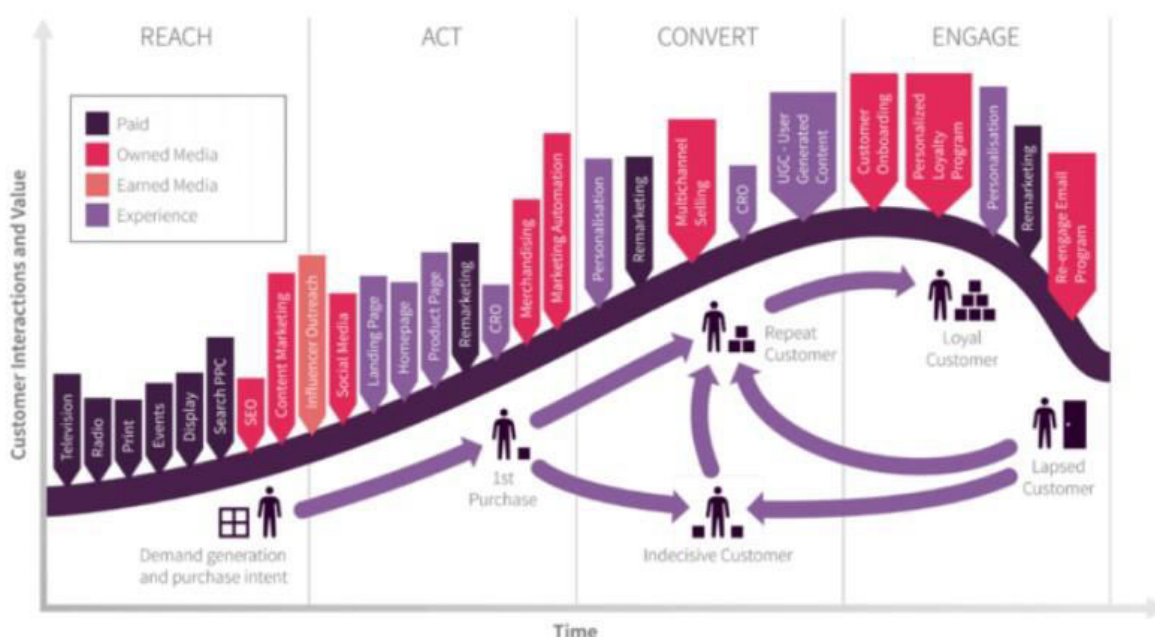 REACH
ACT
CONVERT
ENGAGE
Paid
Owned Media
Earned Media
Experience
Customer Interactions and Value
Television
Radio
Print
Events
Display
Search PPC
SEO
Content Marketing
Influencer Outreach
Social Media
Landing Page
Homepage
Product Page
Remarketing
CRO
Merchandising
Marketing Automation
Personalisation
Remarketing
Multichannel
Selling
CRO
UGC - User
Generated
Content
Customer
Onboarding
Personalized
Loyalty
Program
Personalisation
Remarketing
Re-engage Email
Program
Demand generation
and purchase intent
1st
Purchase
Repeat
Customer
Indecisive Customer
Loyal
Customer
Lapsed
Customer
Time